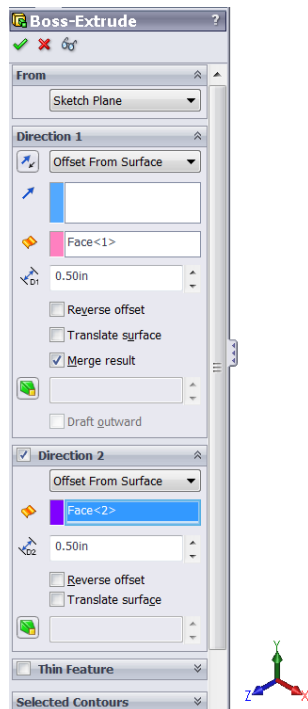 Boss-Extrude ?
From
Sketch Plane
Direction 1
Offset From Surface
Face<1>
D1 0.50in
Reverse offset
Translate surface
Merge result
Draft outward
Direction 2
Offset From Surface
Face<2>
D2 0.50in
Reverse offset
Translate surface
Thin Feature
Selected Contours
Y
Z X